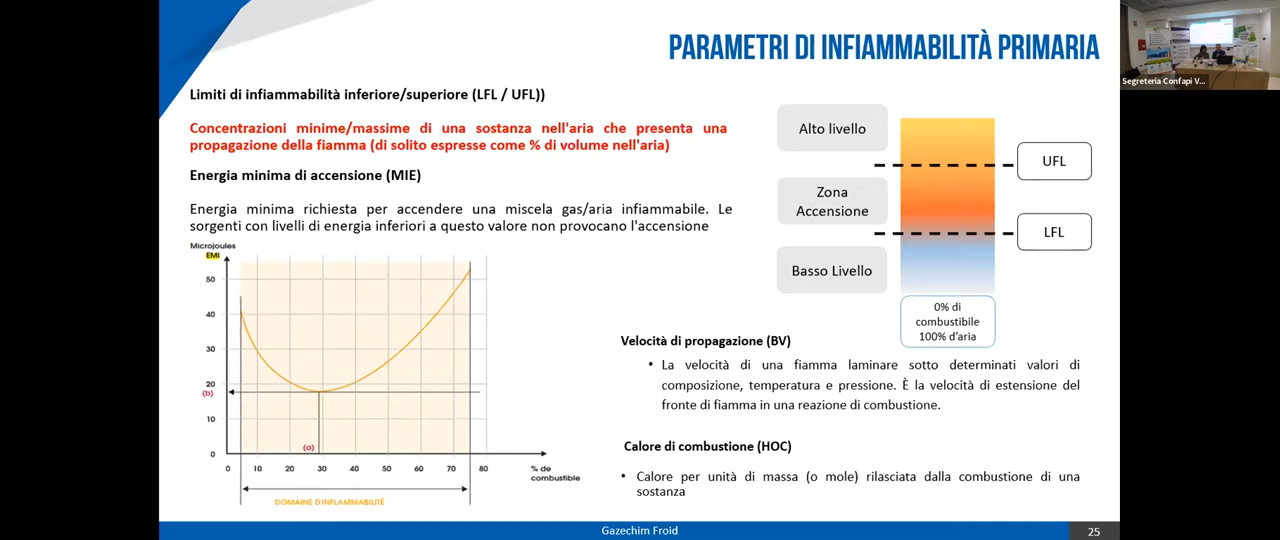 PARAMETRI DI INFIAMMABILITÀ PRIMARIA
Segreteria Confapi V...
Limiti di infiammabilità inferiore/superiore (LFL / UFL))
Concentrazioni minime/massime di una sostanza nell'aria che presenta una
propagazione della fiamma (di solito espresse come % di volume nell'aria)
Energia minima di accensione (MIE)
Energia minima richiesta per accendere una miscela gas/aria infiammabile. Le
sorgenti con livelli di energia inferiori a questo valore non provocano l'accensione
Microjoules
EMI
50
40
30
20
(b)
10
0
(a)
0 10 20 30 40 50 60 70 80
% de
combustible
DOMAINE D'INFLAMMABILITÉ
Alto livello
UFL
Zona
Accensione
LFL
Basso Livello
0% di
combustibile
100% d'aria
Velocità di propagazione (BV)
• La velocità di una fiamma laminare sotto determinati valori di
composizione, temperatura e pressione. È la velocità di estensione del
fronte di fiamma in una reazione di combustione.
Calore di combustione (HOC)
• Calore per unità di massa (o mole) rilasciata dalla combustione di una
sostanza
Gazechim Froid
25